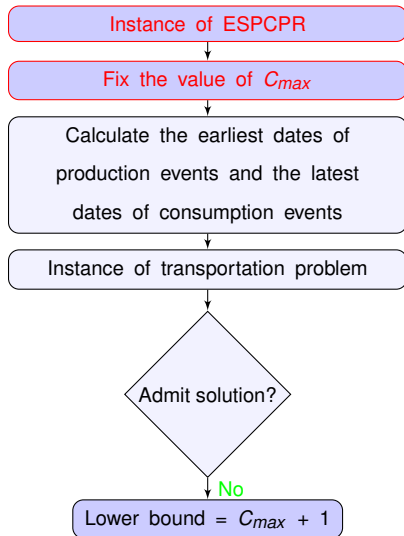 Instance of ESPCPR
Fix the value of Cmax
Calculate the earliest dates of
production events and the latest
dates of consumption events
Instance of transportation problem
Admit solution?
No
Lower bound = Cmax + 1